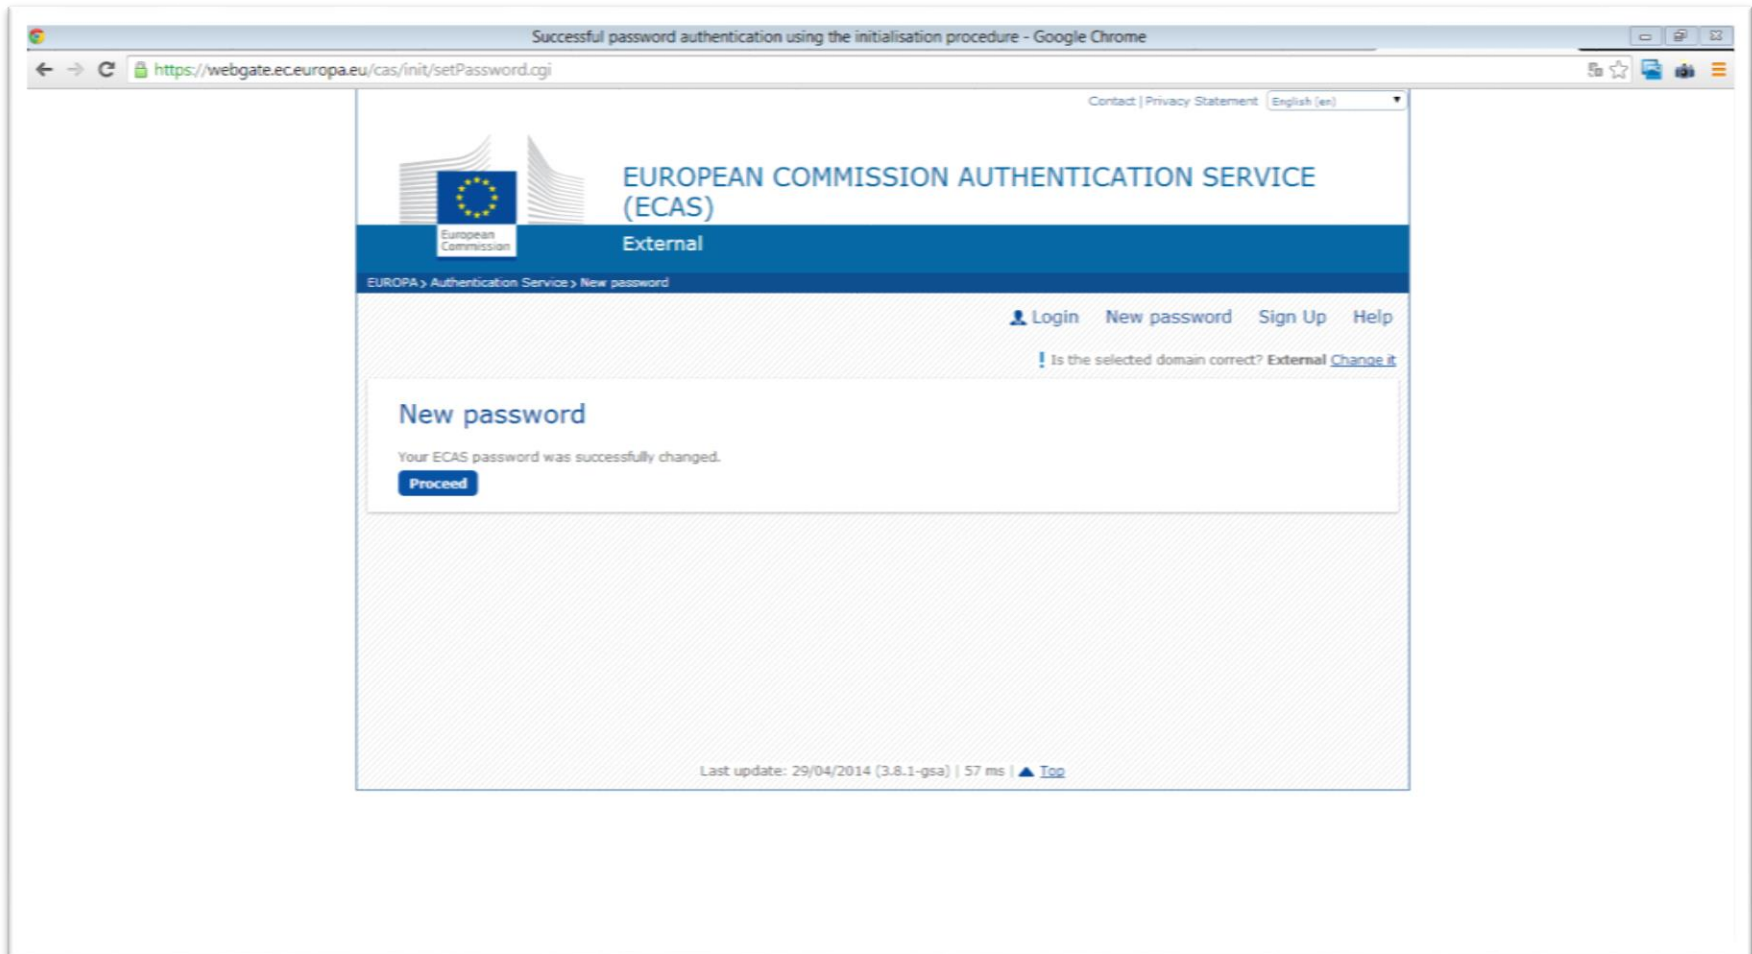 Successful password authentication using the initialisation procedure - Google Chrome
https://webgate.ec.europa.eu/cas/init/setPassword.cgi
Contact | Privacy Statement English (en)
EUROPEAN COMMISSION AUTHENTICATION SERVICE
(ECAS)
European
Commission
External
EUROPA > Authentication Service > New password
Login New password Sign Up Help
! Is the selected domain correct? External Change it
New password
Your ECAS password was successfully changed.
Proceed
Last update: 29/04/2014 (3.8.1-gsa) | 57 ms | Top